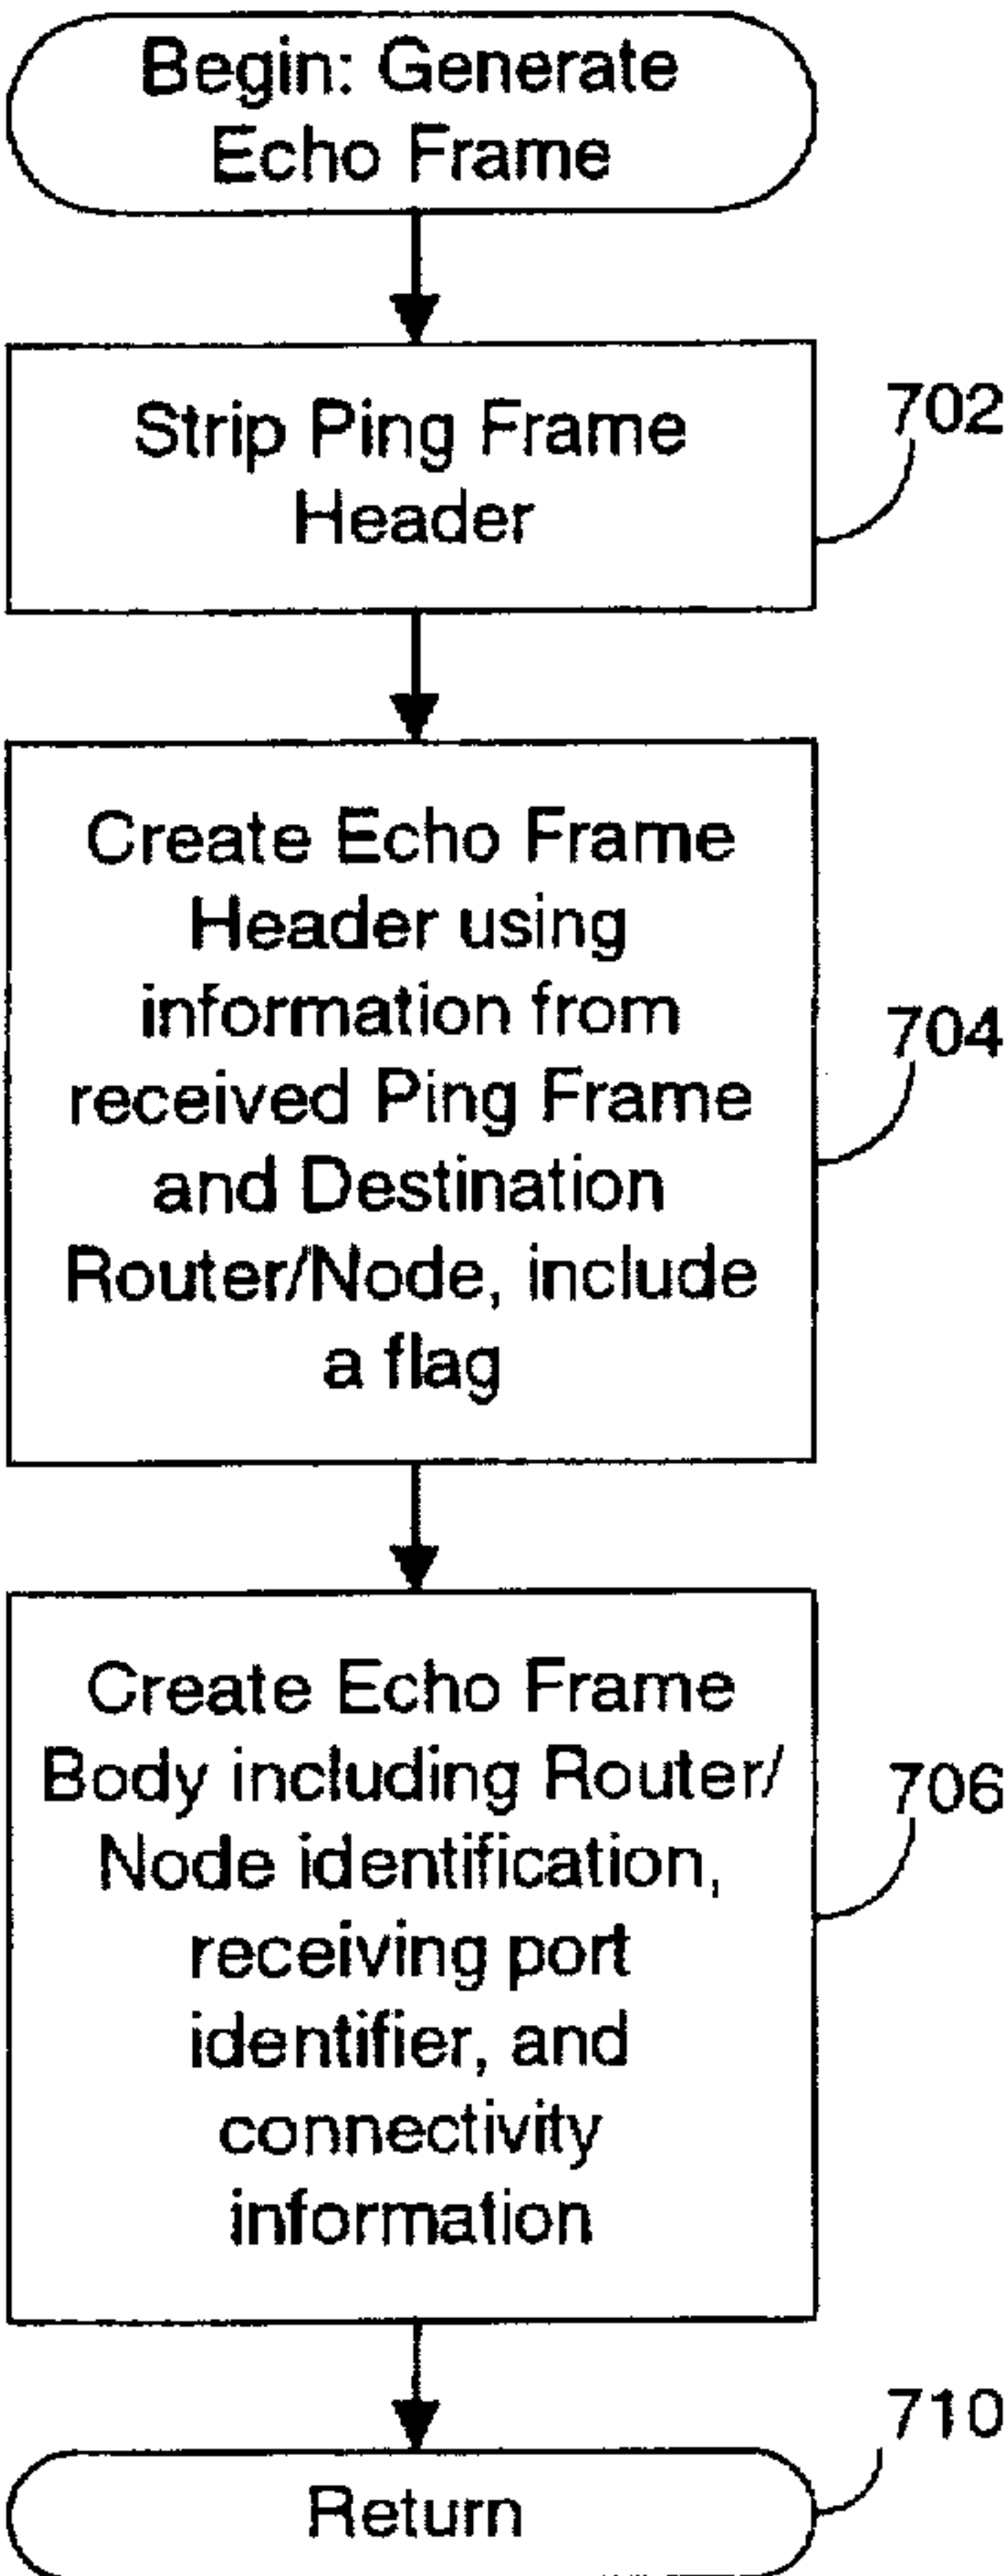 Begin: Generate
Echo Frame
Strip Ping Frame
Header
702
Create Echo Frame
Header using
information from
received Ping Frame
and Destination
Router/Node, include
a flag
704
Create Echo Frame
Body including Router/
Node identification,
receiving port
identifier, and
connectivity
information
706
Return
710